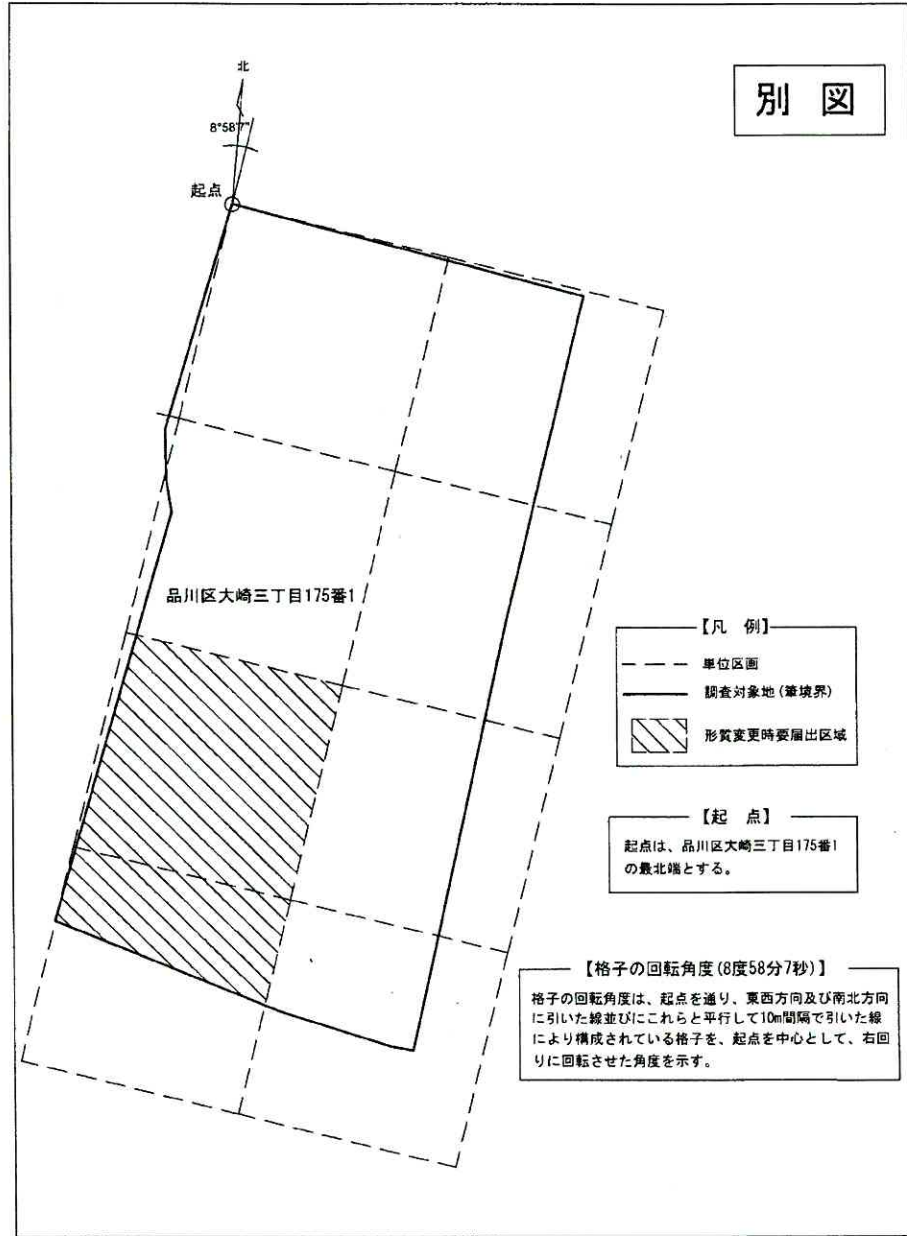 別 図
北
8°58'7"
起点
品川区大崎三丁目175番1
【凡 例】
単位区画
調査対象地(筆境界)
形質変更時要届出区域
【起 点】
起点は、品川区大崎三丁目175番1
の最北端とする。
【格子の回転角度(8度58分7秒)】
格子の回転角度は、起点を通り、東西方向及び南北方向
に引いた線並びにこれらと平行して10m間隔で引いた線
により構成されている格子を、起点を中心として、右回
りに回転させた角度を示す。